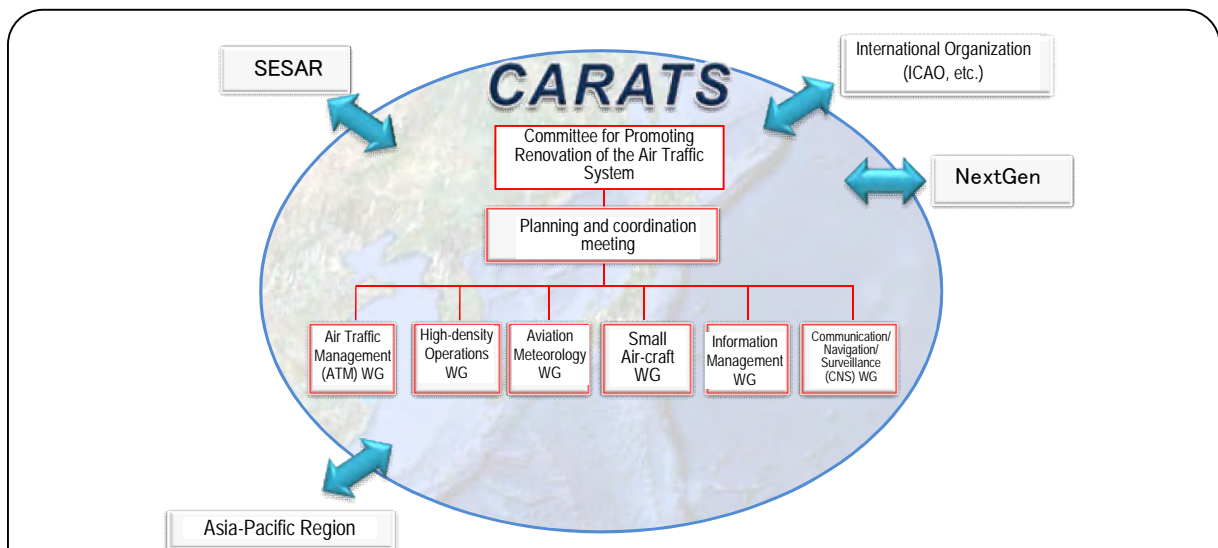 SESAR
International Organization
(ICAO, etc.)
CARATS
Committee for Promoting
Renovation of the Air Traffic
System
NextGen
Planning and coordination
meeting
Air Traffic
Management
(ATM) WG
High-density
Operations
WG
Aviation
Meteorology
WG
Small
Air-craft
WG
Information
Management
WG
Communication/
Navigation/
Surveillance
(CNS) WG
Asia-Pacific Region